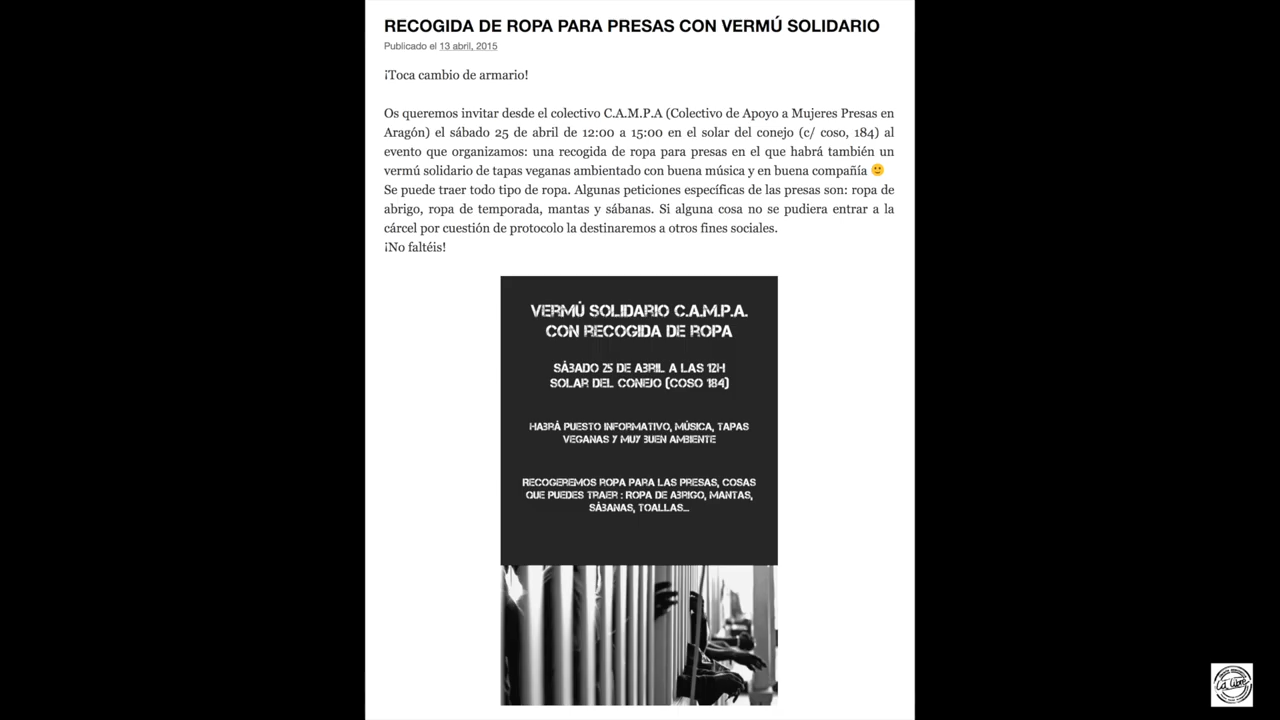 RECOGIDA DE ROPA PARA PRESAS CON VERMÚ SOLIDARIO
Publicado el 13 abril, 2015
¡Toca cambio de armario!
Os queremos invitar desde el colectivo C.A.M.P.A (Colectivo de Apoyo a Mujeres Presas en
Aragón) el sábado 25 de abril de 12:00 a 15:00 en el solar del conejo (c/ coso, 184) al
evento que organizamos: una recogida de ropa para presas en el que habrá también un
vermú solidario de tapas veganas ambientado con buena música y en buena compañía 🙂
Se puede traer todo tipo de ropa. Algunas peticiones específicas de las presas son: ropa de
abrigo, ropa de temporada, mantas y sábanas. Si alguna cosa no se pudiera entrar a la
cárcel por cuestión de protocolo la destinaremos a otros fines sociales.
¡No faltéis!
VERMÚ SOLIDARIO C.A.M.P.A.
CON RECOGIDA DE ROPA
SÁBADO 25 DE ABRIL A LAS 12H
SOLAR DEL CONEJO (COSO 184)
HABRÁ PUESTO INFORMATIVO, MÚSICA, TAPAS
VEGANAS Y MUY BUEN AMBIENTE
RECOGEREMOS ROPA PARA LAS PRESAS, COSAS
QUE PUEDES TRAER : ROPA DE ABRIGO, MANTAS,
SÁBANAS, TOALLAS...